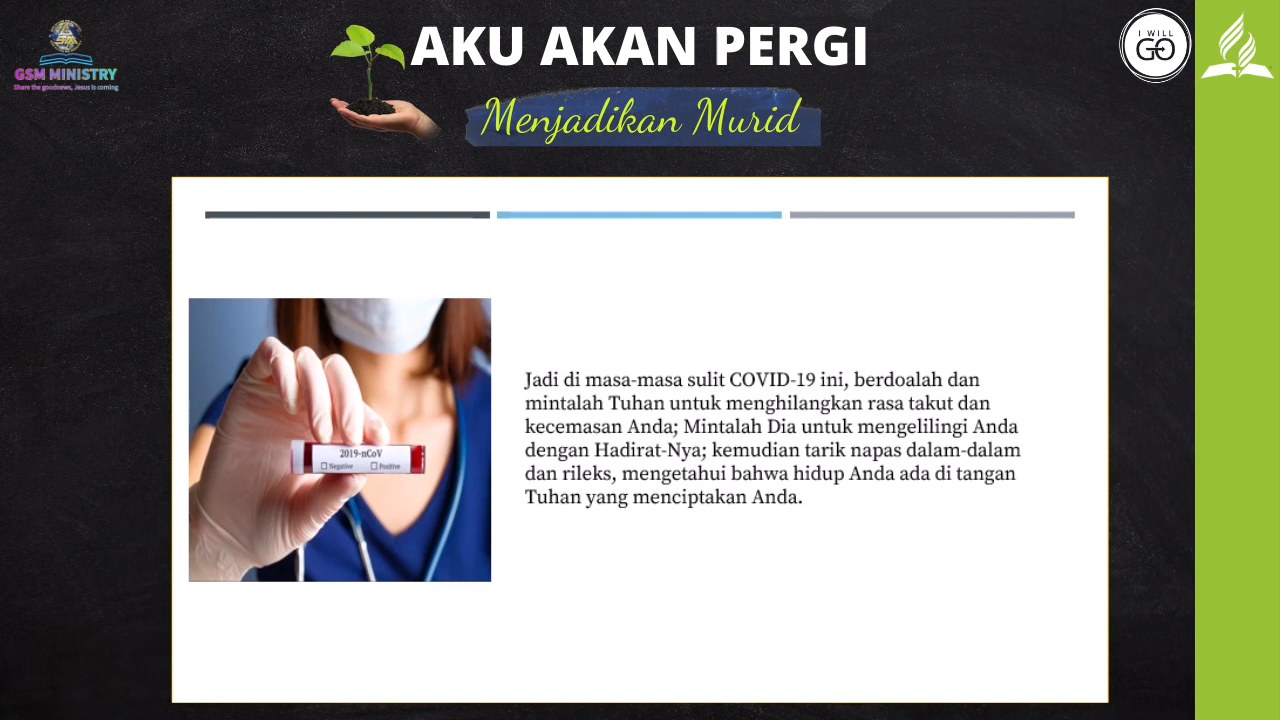 GSM MINISTRY
Share the goodnews, Jesus is coming
AKU AKAN PERGI
Menjadikan Murid
I WILL
GO
2019-nCoV
Negative Positive
Jadi di masa-masa sulit COVID-19 ini, berdoalah dan
mintalah Tuhan untuk menghilangkan rasa takut dan
kecemasan Anda; Mintalah Dia untuk mengelilingi Anda
dengan Hadirat-Nya; kemudian tarik napas dalam-dalam
dan rileks, mengetahui bahwa hidup Anda ada di tangan
Tuhan yang menciptakan Anda.